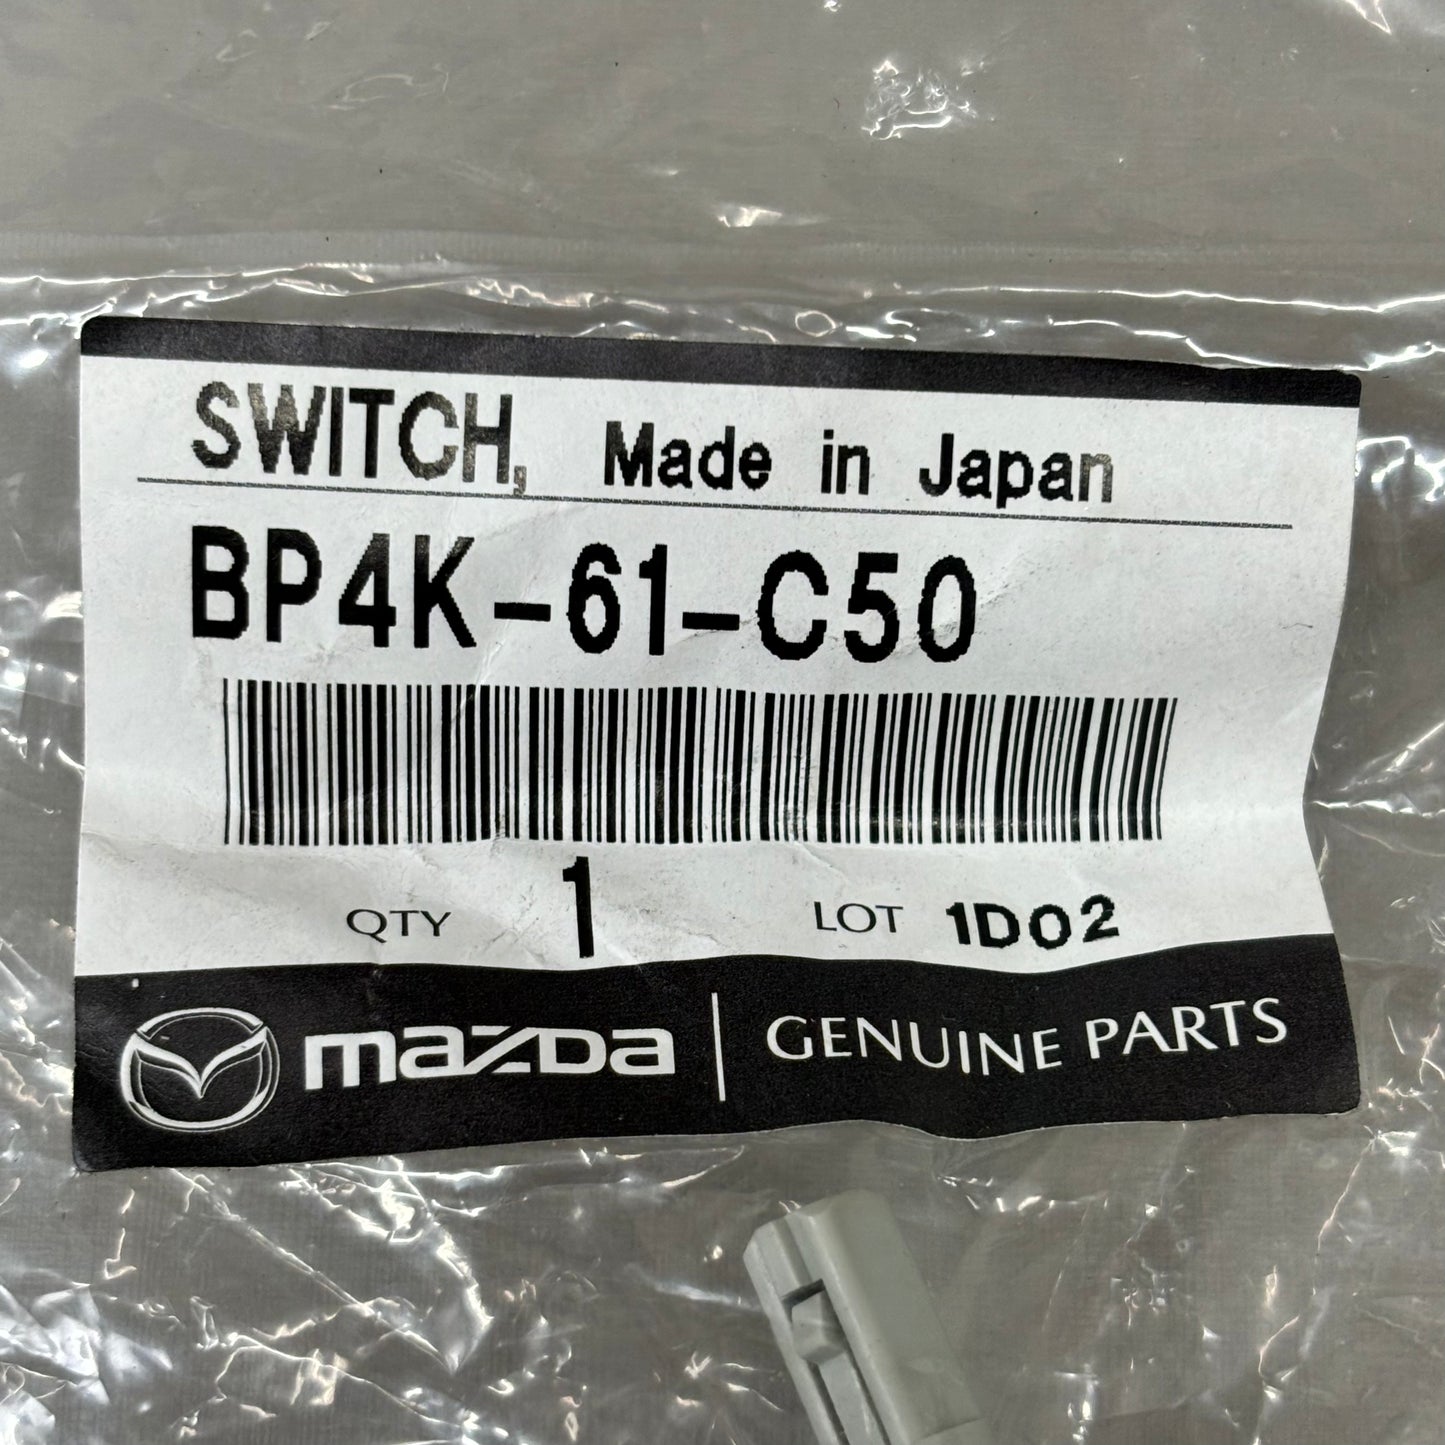 SWITCH, Made in Japan
BP4K-61-C50
QTY 1 LOT 1D02
mazda | GENUINE PARTS